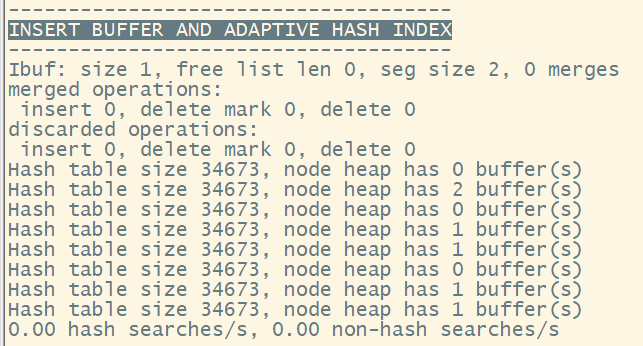 -------------------------------------
INSERT BUFFER AND ADAPTIVE HASH INDEX
-------------------------------------
Ibuf: size 1, free list len 0, seg size 2, 0 merges
merged operations:
 insert 0, delete mark 0, delete 0
discarded operations:
 insert 0, delete mark 0, delete 0
Hash table size 34673, node heap has 0 buffer(s)
Hash table size 34673, node heap has 2 buffer(s)
Hash table size 34673, node heap has 0 buffer(s)
Hash table size 34673, node heap has 1 buffer(s)
Hash table size 34673, node heap has 1 buffer(s)
Hash table size 34673, node heap has 0 buffer(s)
Hash table size 34673, node heap has 1 buffer(s)
Hash table size 34673, node heap has 1 buffer(s)
0.00 hash searches/s, 0.00 non-hash searches/s